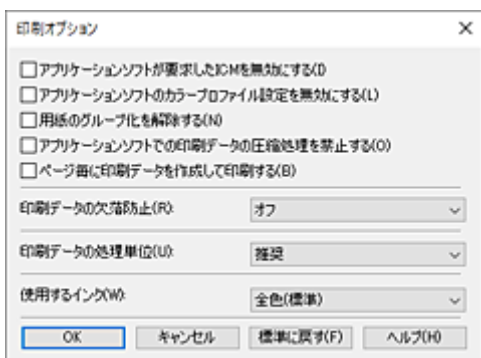 印刷オプション
アプリケーションソフトが要求したICMを無効にする(I)
アプリケーションソフトのカラープロファイル設定を無効にする(L)
用紙のグループ化を解除する(N)
アプリケーションソフトでの印刷データの圧縮処理を禁止する(O)
ページ毎に印刷データを作成して印刷する(B)
印刷データの欠落防止(R): オフ
印刷データの処理単位(U): 推奨
使用するインク(W): 全色(標準)
OK キャンセル 標準に戻す(F) ヘルプ(H)